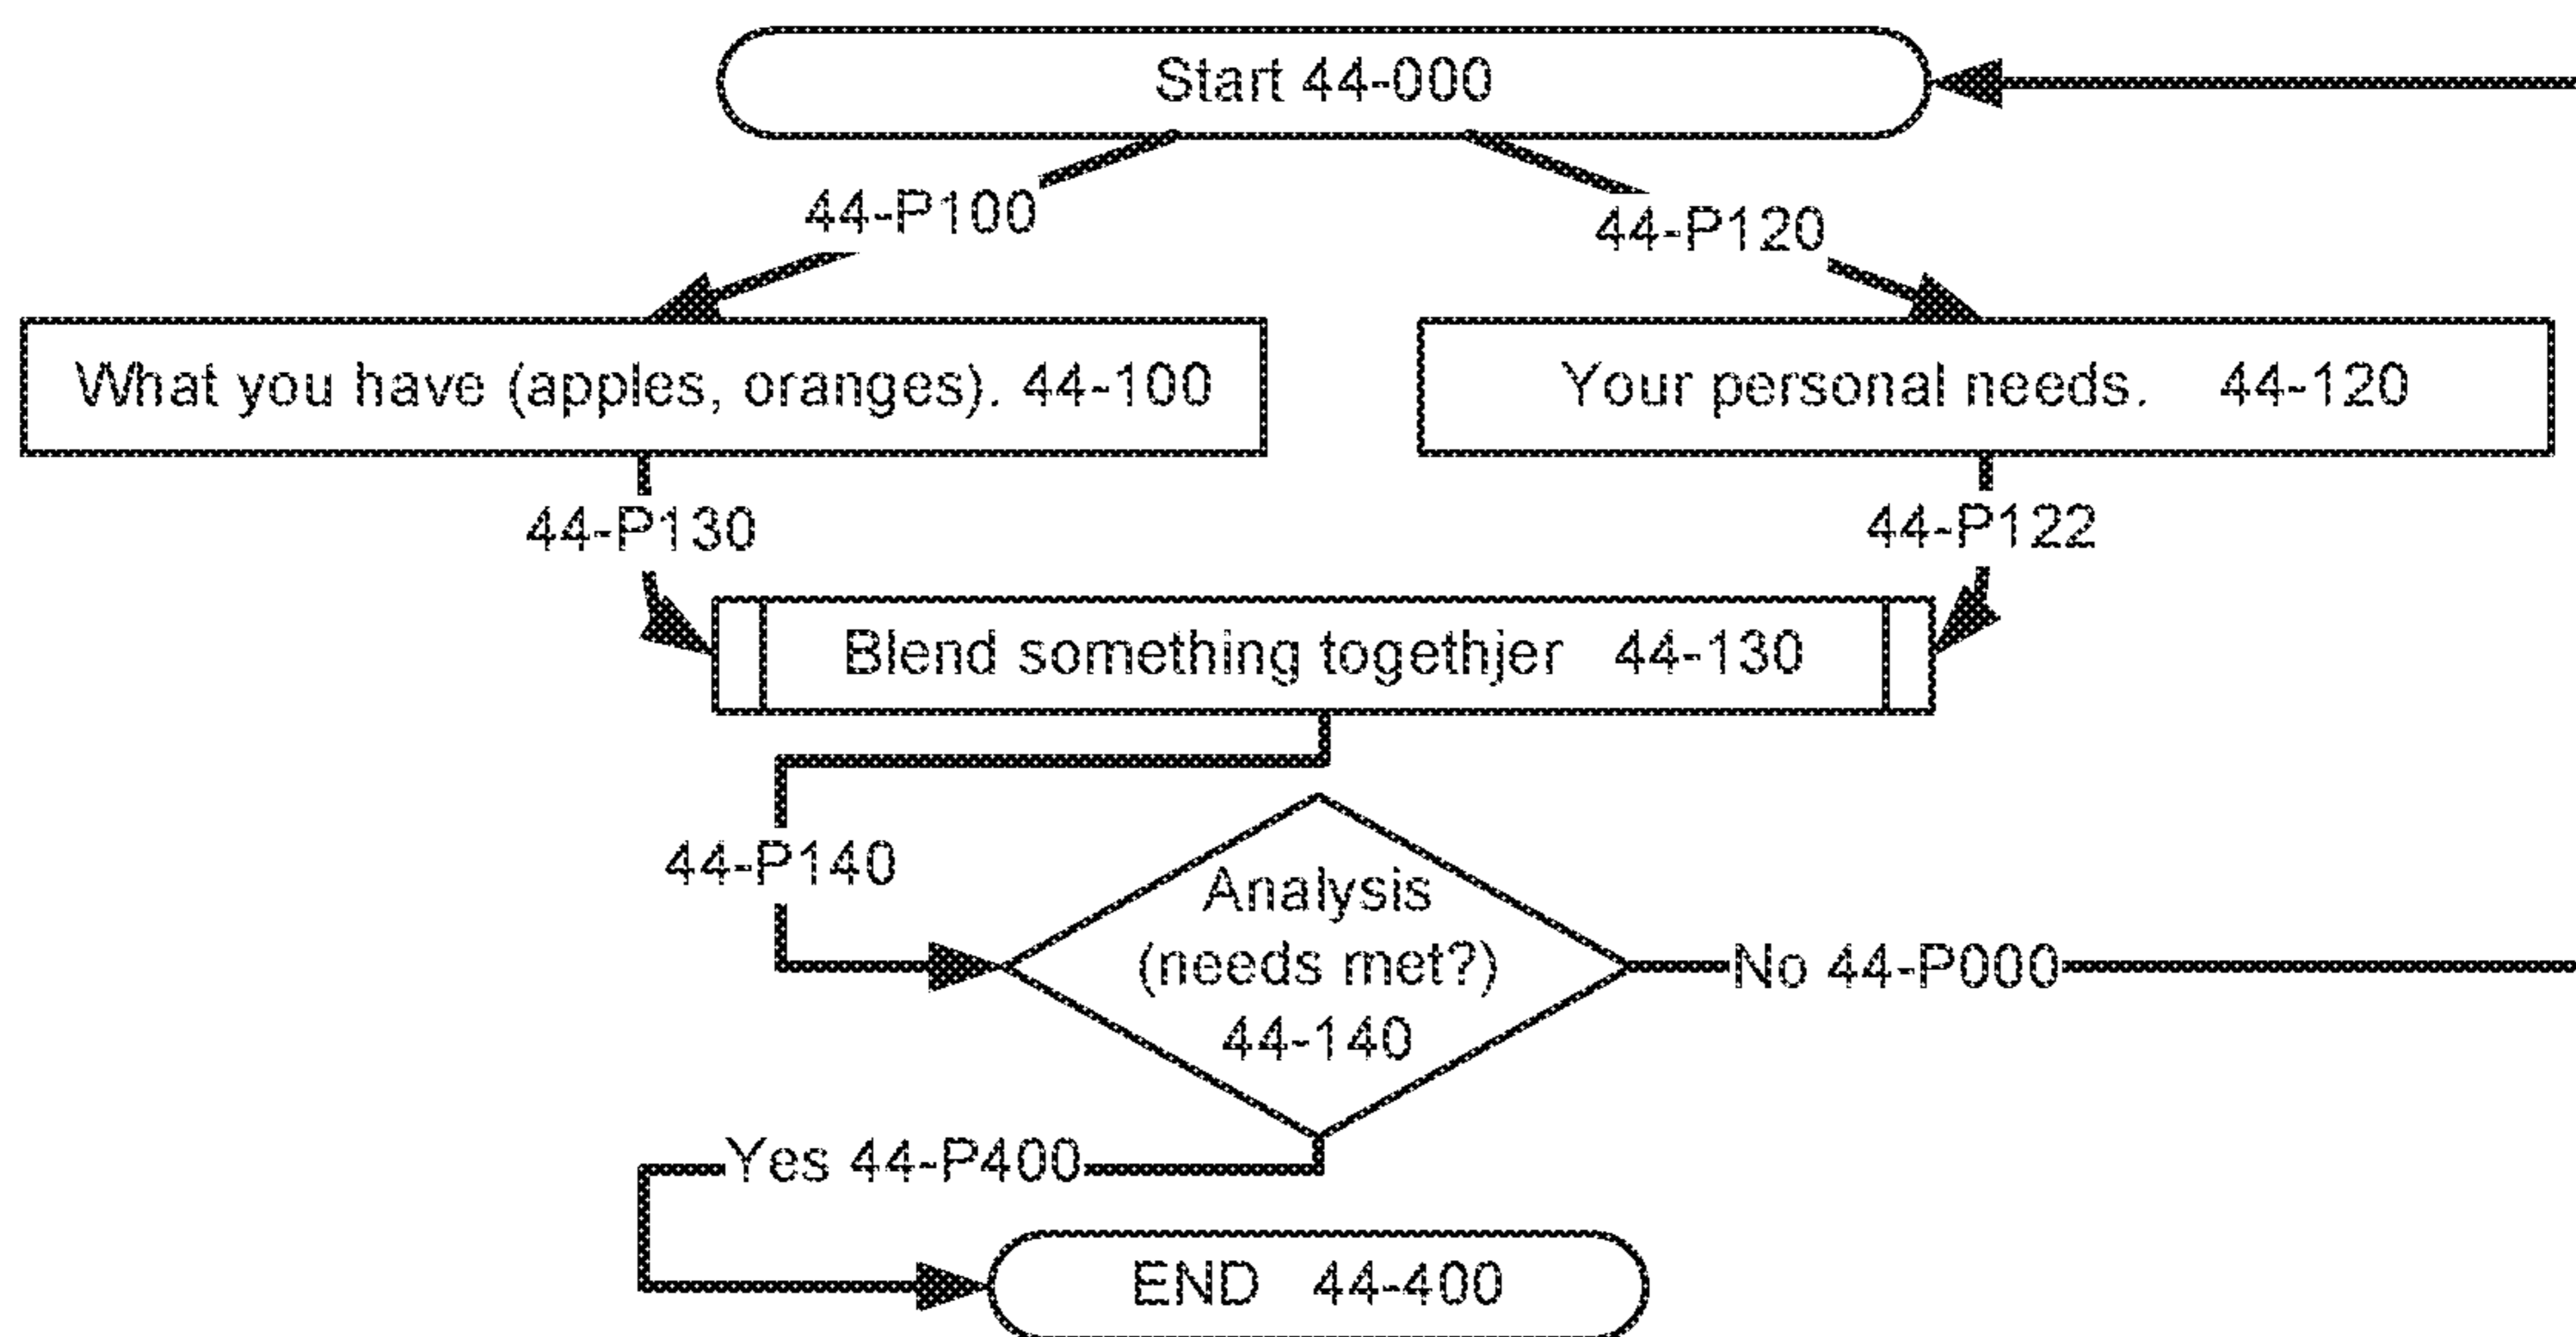 Start 44-000
44-P100
44-P120
What you have (apples, oranges). 44-100
Your personal needs. 44-120
44-P130
44-P122
Blend something togethjer 44-130
44-P140
Analysis
(needs met?)
44-140
No 44-P000
Yes 44-P400
END 44-400